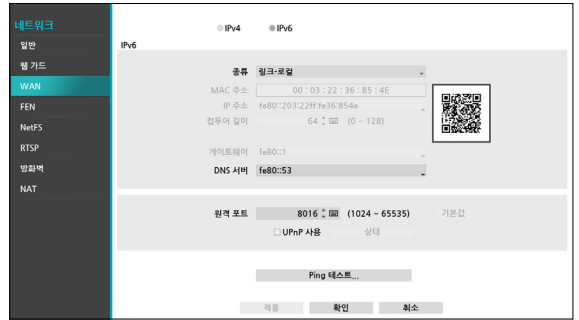 네트워크
일반
웹 가드
WAN
FEN
NetFS
RTSP
방화벽
NAT
IPv4 IPv6
IPv6
종류 링크-로컬
MAC 주소 00 : 03 : 22 : 36 : 85 : 4E
IP 주소 fe80::203:22ff:fe36:854e
접두어 길이 64 (0 ~ 128)
게이트웨이 fe80::1
DNS 서버 fe80::53
원격 포트 8016 (1024 ~ 65535) 기본값
UPnP 사용 상태
Ping 테스트...
적용 확인 취소